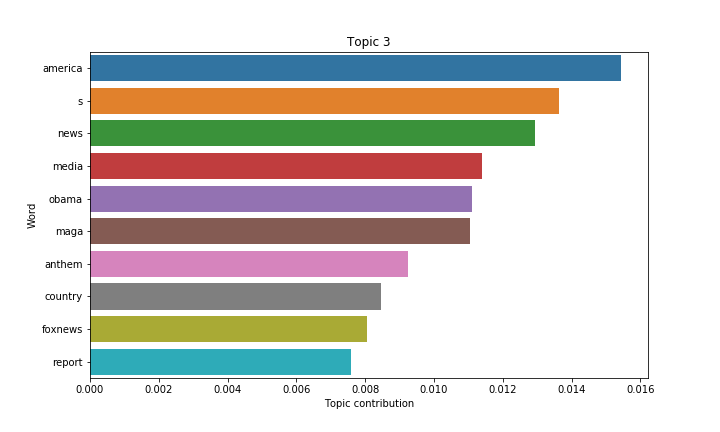 Topic 3
america
s
news
media
obama
maga
anthem
country
foxnews
report
Word
0.000 0.002 0.004 0.006 0.008 0.010 0.012 0.014 0.016
Topic contribution